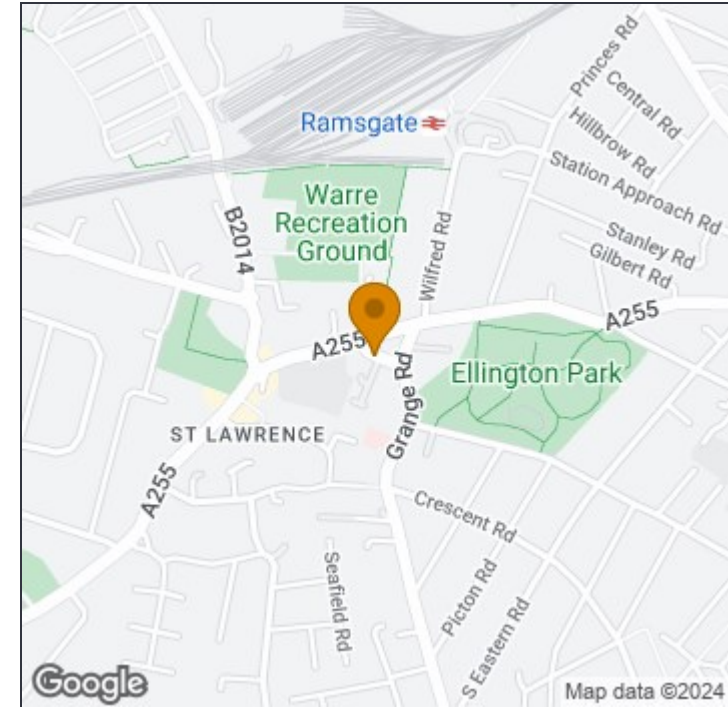 Princes Rd
Central Rd
Ramsgate
Hillbrow Rd
Station Approach Rd
Warre
Recreation
Ground
B2014
Wilfred Rd
Stanley Rd
Gilbert Rd
A255
A255
Ellington Park
Grange Rd
ST LAWRENCE
A255
Crescent Rd
Seafield Rd
Picton Rd
S Eastern Rd
Google
Map data ©2024